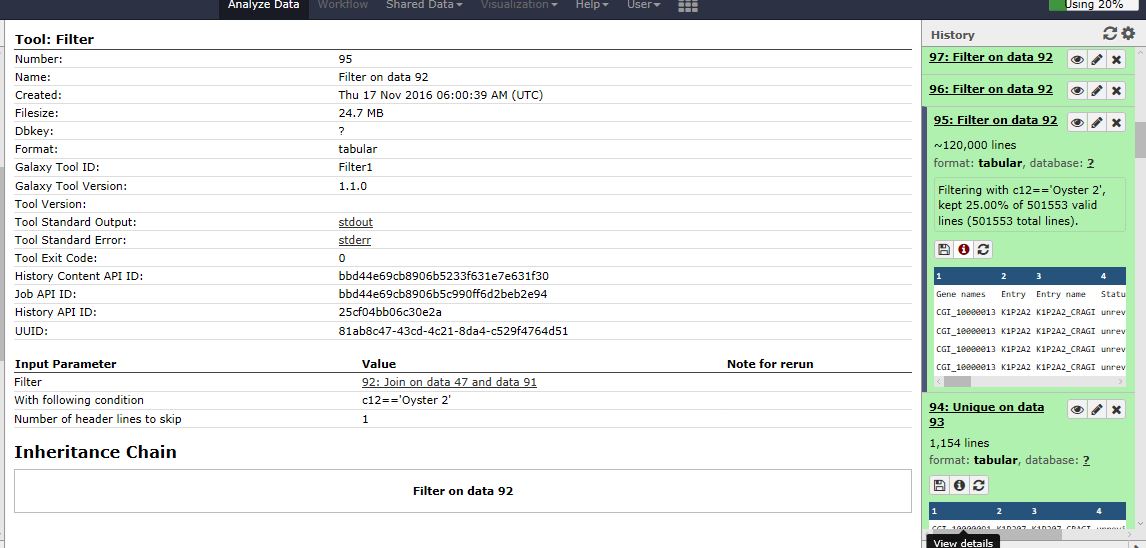 Analyze Data Workflow Shared Data Visualization Help User Using 20%
Tool: Filter
Number: 95
Name: Filter on data 92
Created: Thu 17 Nov 2016 06:00:39 AM (UTC)
Filesize: 24.7 MB
Dbkey: ?
Format: tabular
Galaxy Tool ID: Filter1
Galaxy Tool Version: 1.1.0
Tool Version:
Tool Standard Output: stdout
Tool Standard Error: stderr
Tool Exit Code: 0
History Content API ID: bbd44e69cb8906b5233f631e7e631f30
Job API ID: bbd44e69cb8906b5c990ff6d2beb2e94
History API ID: 25cf04bb06c30e2a
UUID: 81ab8c47-43cd-4c21-8da4-c529f4764d51
Input Parameter Value Note for rerun
Filter 92: Join on data 47 and data 91
With following condition c12=='Oyster 2'
Number of header lines to skip 1
Inheritance Chain
Filter on data 92
History
97: Filter on data 92
96: Filter on data 92
95: Filter on data 92
~120,000 lines
format: tabular, database: ?
Filtering with c12=='Oyster 2',
kept 25.00% of 501553 valid
lines (501553 total lines).
1 2 3 4
Gene names Entry Entry name Statu
CGI_10000013 K1P2A2 K1P2A2_CRAGI unrev
CGI_10000013 K1P2A2 K1P2A2_CRAGI unrev
CGI_10000013 K1P2A2 K1P2A2_CRAGI unrev
CGI_10000013 K1P2A2 K1P2A2_CRAGI unrev
94: Unique on data
93
1,154 lines
format: tabular, database: ?
1 2 3 4
View details